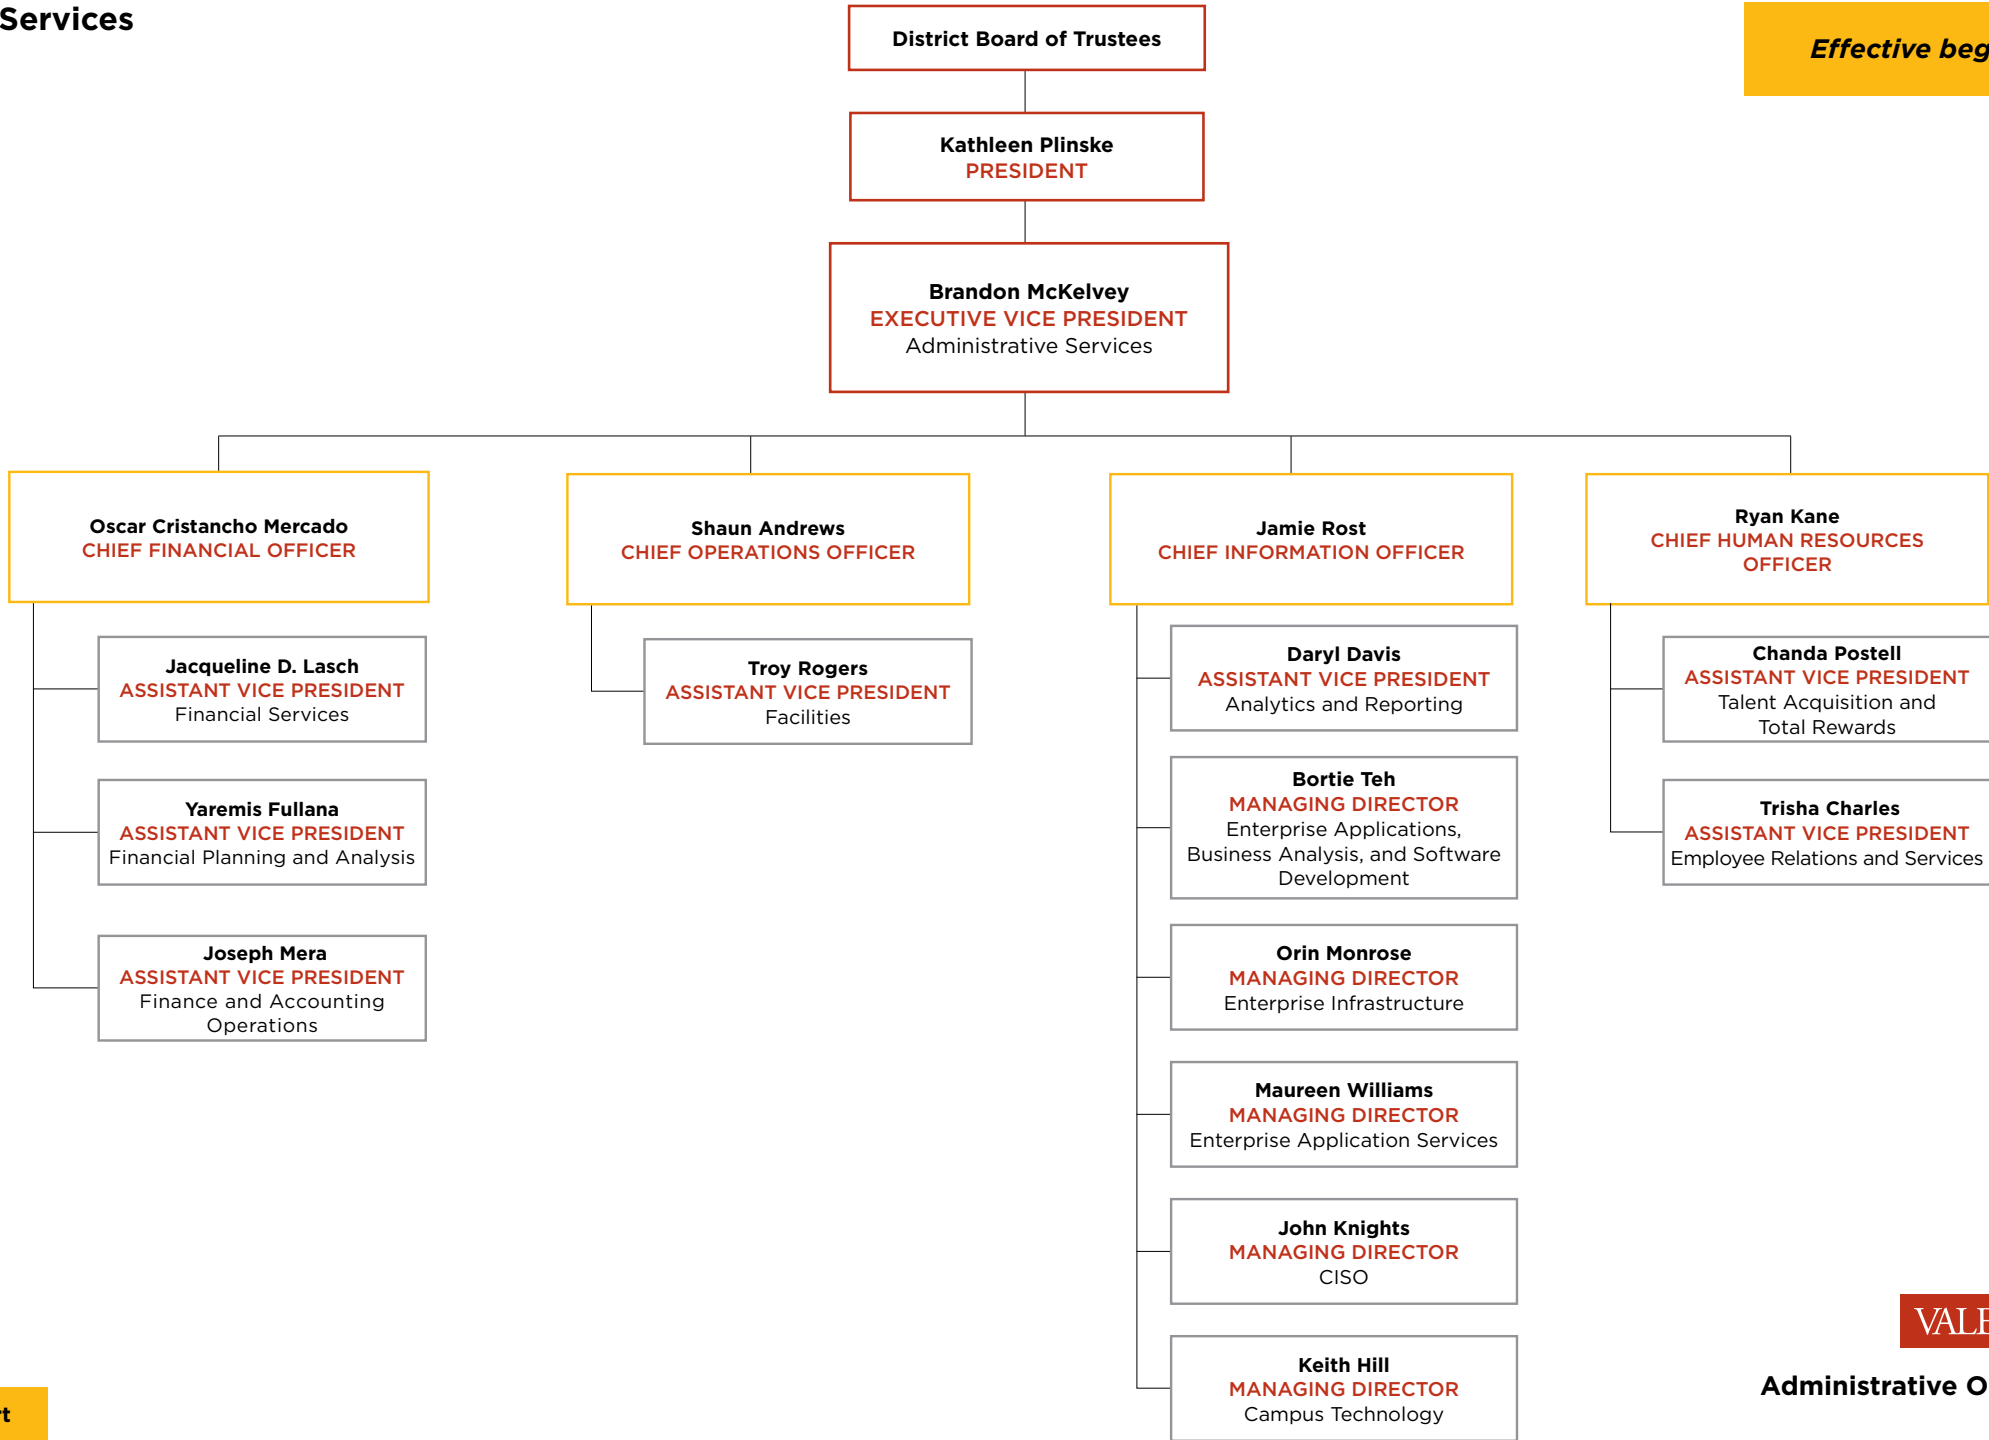 Services
District Board of Trustees
Effective beg
Kathleen Plinske
PRESIDENT
Brandon McKelvey
EXECUTIVE VICE PRESIDENT
Administrative Services
Oscar Cristancho Mercado
CHIEF FINANCIAL OFFICER
Jacqueline D. Lasch
ASSISTANT VICE PRESIDENT
Financial Services
Yaremis Fullana
ASSISTANT VICE PRESIDENT
Financial Planning and Analysis
Joseph Mera
ASSISTANT VICE PRESIDENT
Finance and Accounting
Operations
Shaun Andrews
CHIEF OPERATIONS OFFICER
Troy Rogers
ASSISTANT VICE PRESIDENT
Facilities
Jamie Rost
CHIEF INFORMATION OFFICER
Daryl Davis
ASSISTANT VICE PRESIDENT
Analytics and Reporting
Bortie Teh
MANAGING DIRECTOR
Enterprise Applications,
Business Analysis, and Software
Development
Orin Monrose
MANAGING DIRECTOR
Enterprise Infrastructure
Maureen Williams
MANAGING DIRECTOR
Enterprise Application Services
John Knights
MANAGING DIRECTOR
CISO
Keith Hill
MANAGING DIRECTOR
Campus Technology
Ryan Kane
CHIEF HUMAN RESOURCES
OFFICER
Chanda Postell
ASSISTANT VICE PRESIDENT
Talent Acquisition and
Total Rewards
Trisha Charles
ASSISTANT VICE PRESIDENT
Employee Relations and Services
VALE
Administrative O
rt